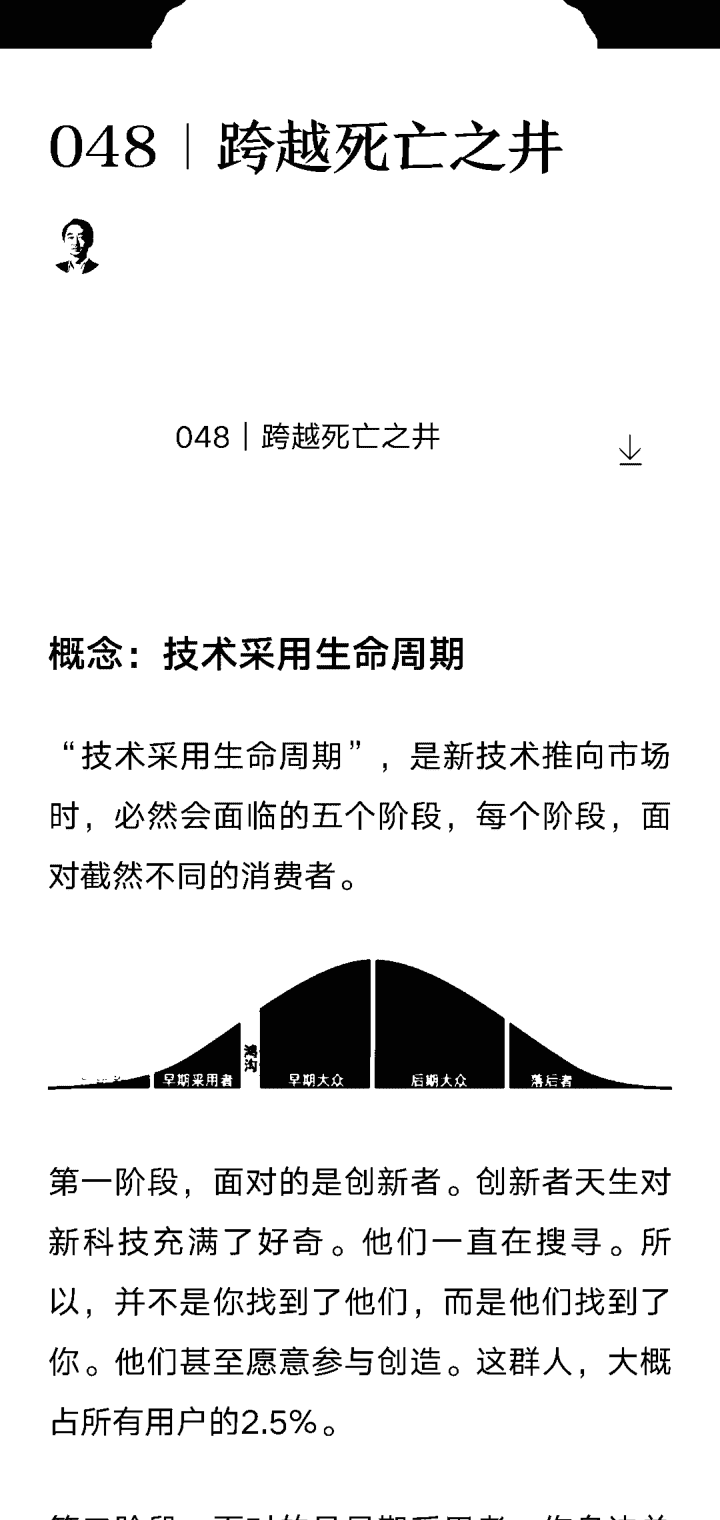 048｜跨越死亡之井
048｜跨越死亡之井
概念：技术采用生命周期
“技术采用生命周期”，是新技术推向市场
时，必然会面临的五个阶段，每个阶段，面
对截然不同的消费者。
早期采用者
鸿沟
早期大众
后期大众
落后者
第一阶段，面对的是创新者。创新者天生对
新科技充满了好奇。他们一直在搜寻。所
以，并不是你找到了他们，而是他们找到了
你。他们甚至愿意参与创造。这群人，大概
占所有用户的2.5%。